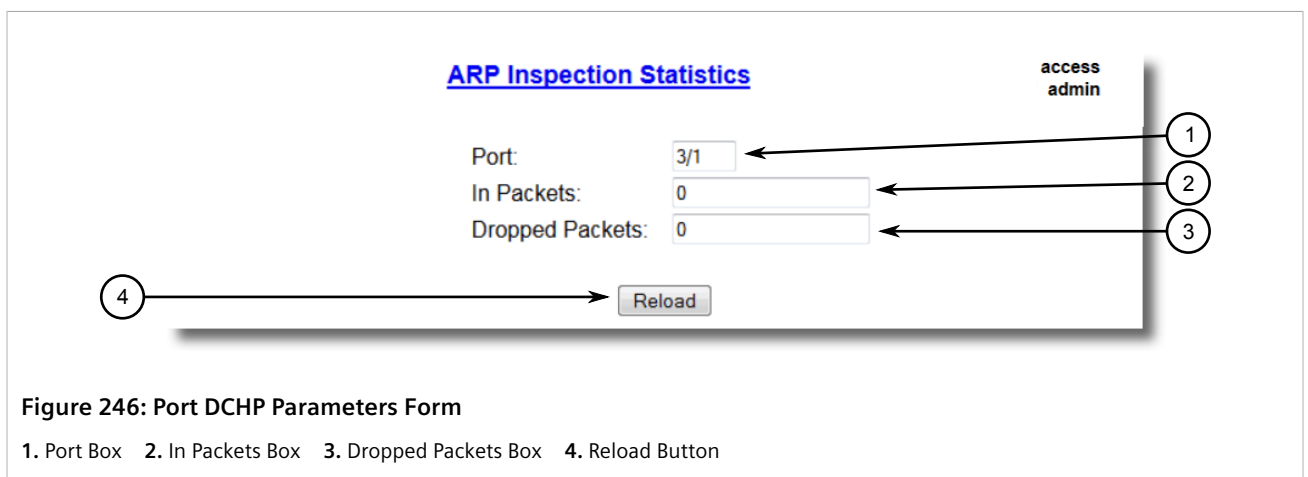 ARP Inspection Statistics
access
admin
Port: 3/1
1
In Packets: 0
2
Dropped Packets: 0
3
4
Reload
Figure 246: Port DCHP Parameters Form
1. Port Box 2. In Packets Box 3. Dropped Packets Box 4. Reload Button